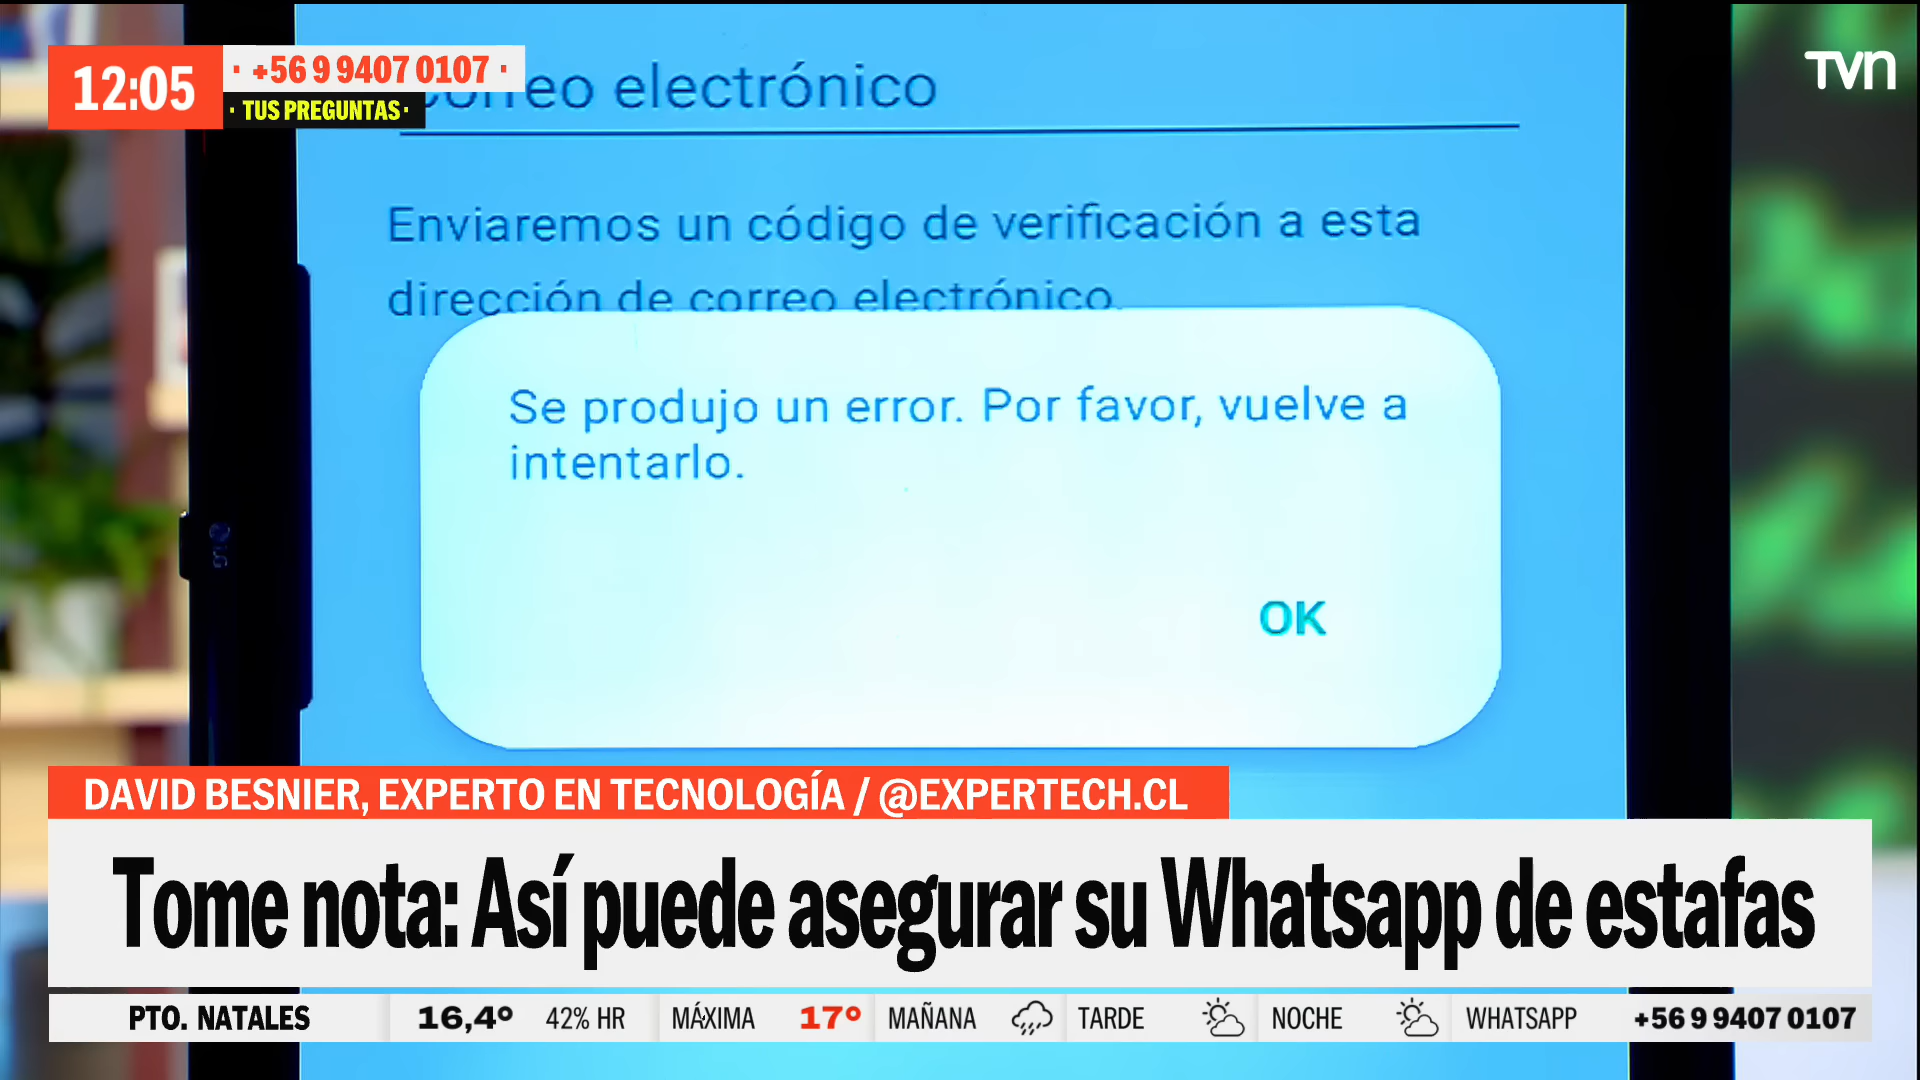 12:05
· +56 9 9407 0107 ·
· TUS PREGUNTAS ·
TVN
Correo electrónico
Enviaremos un código de verificación a esta
dirección de correo electrónico.
Se produjo un error. Por favor, vuelve a
intentarlo.
OK
LG
DAVID BESNIER, EXPERTO EN TECNOLOGÍA / @EXPERTECH.CL
Tome nota: Así puede asegurar su Whatsapp de estafas
PTO. NATALES 16,4° 42% HR MÁXIMA 17° MAÑANA TARDE NOCHE WHATSAPP +56 9 9407 0107